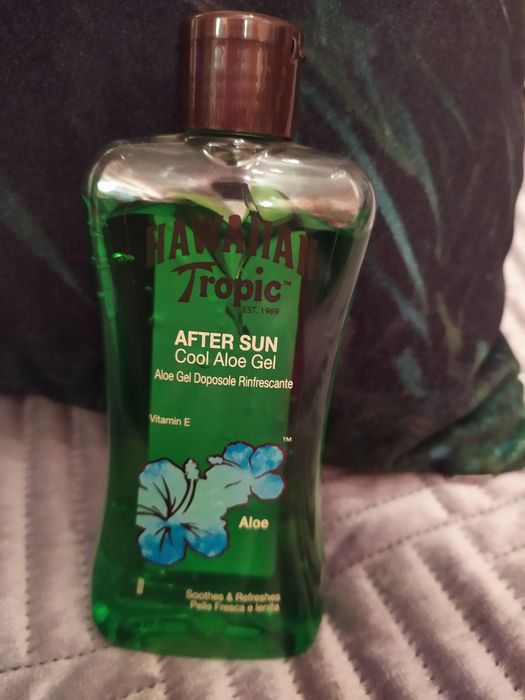 HAWAIIAN
Tropic™
EST. 1969
AFTER SUN
Cool Aloe Gel
Aloe Gel Doposole Rinfrescante
Vitamin E
™
Aloe
Soothes & Refreshes
Pelle Fresca e lenita